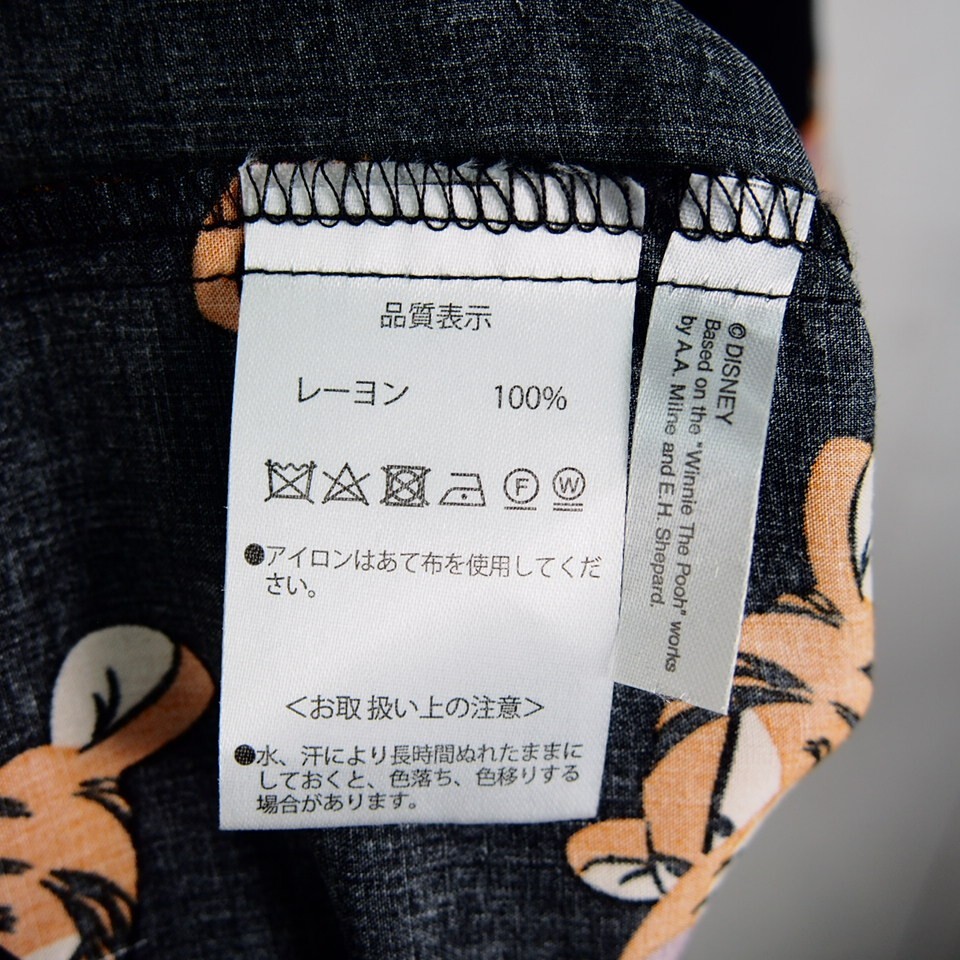 品質表示
レーヨン 100%
F W
●アイロンはあて布を使用してくだ
さい。
<お取扱い上の注意>
●水、汗により長時間ぬれたままに
しておくと、色落ち、色移りする
場合があります。
© DISNEY
Based on the "Winnie The Pooh" works
by A.A. Milne and E.H. Shepard.